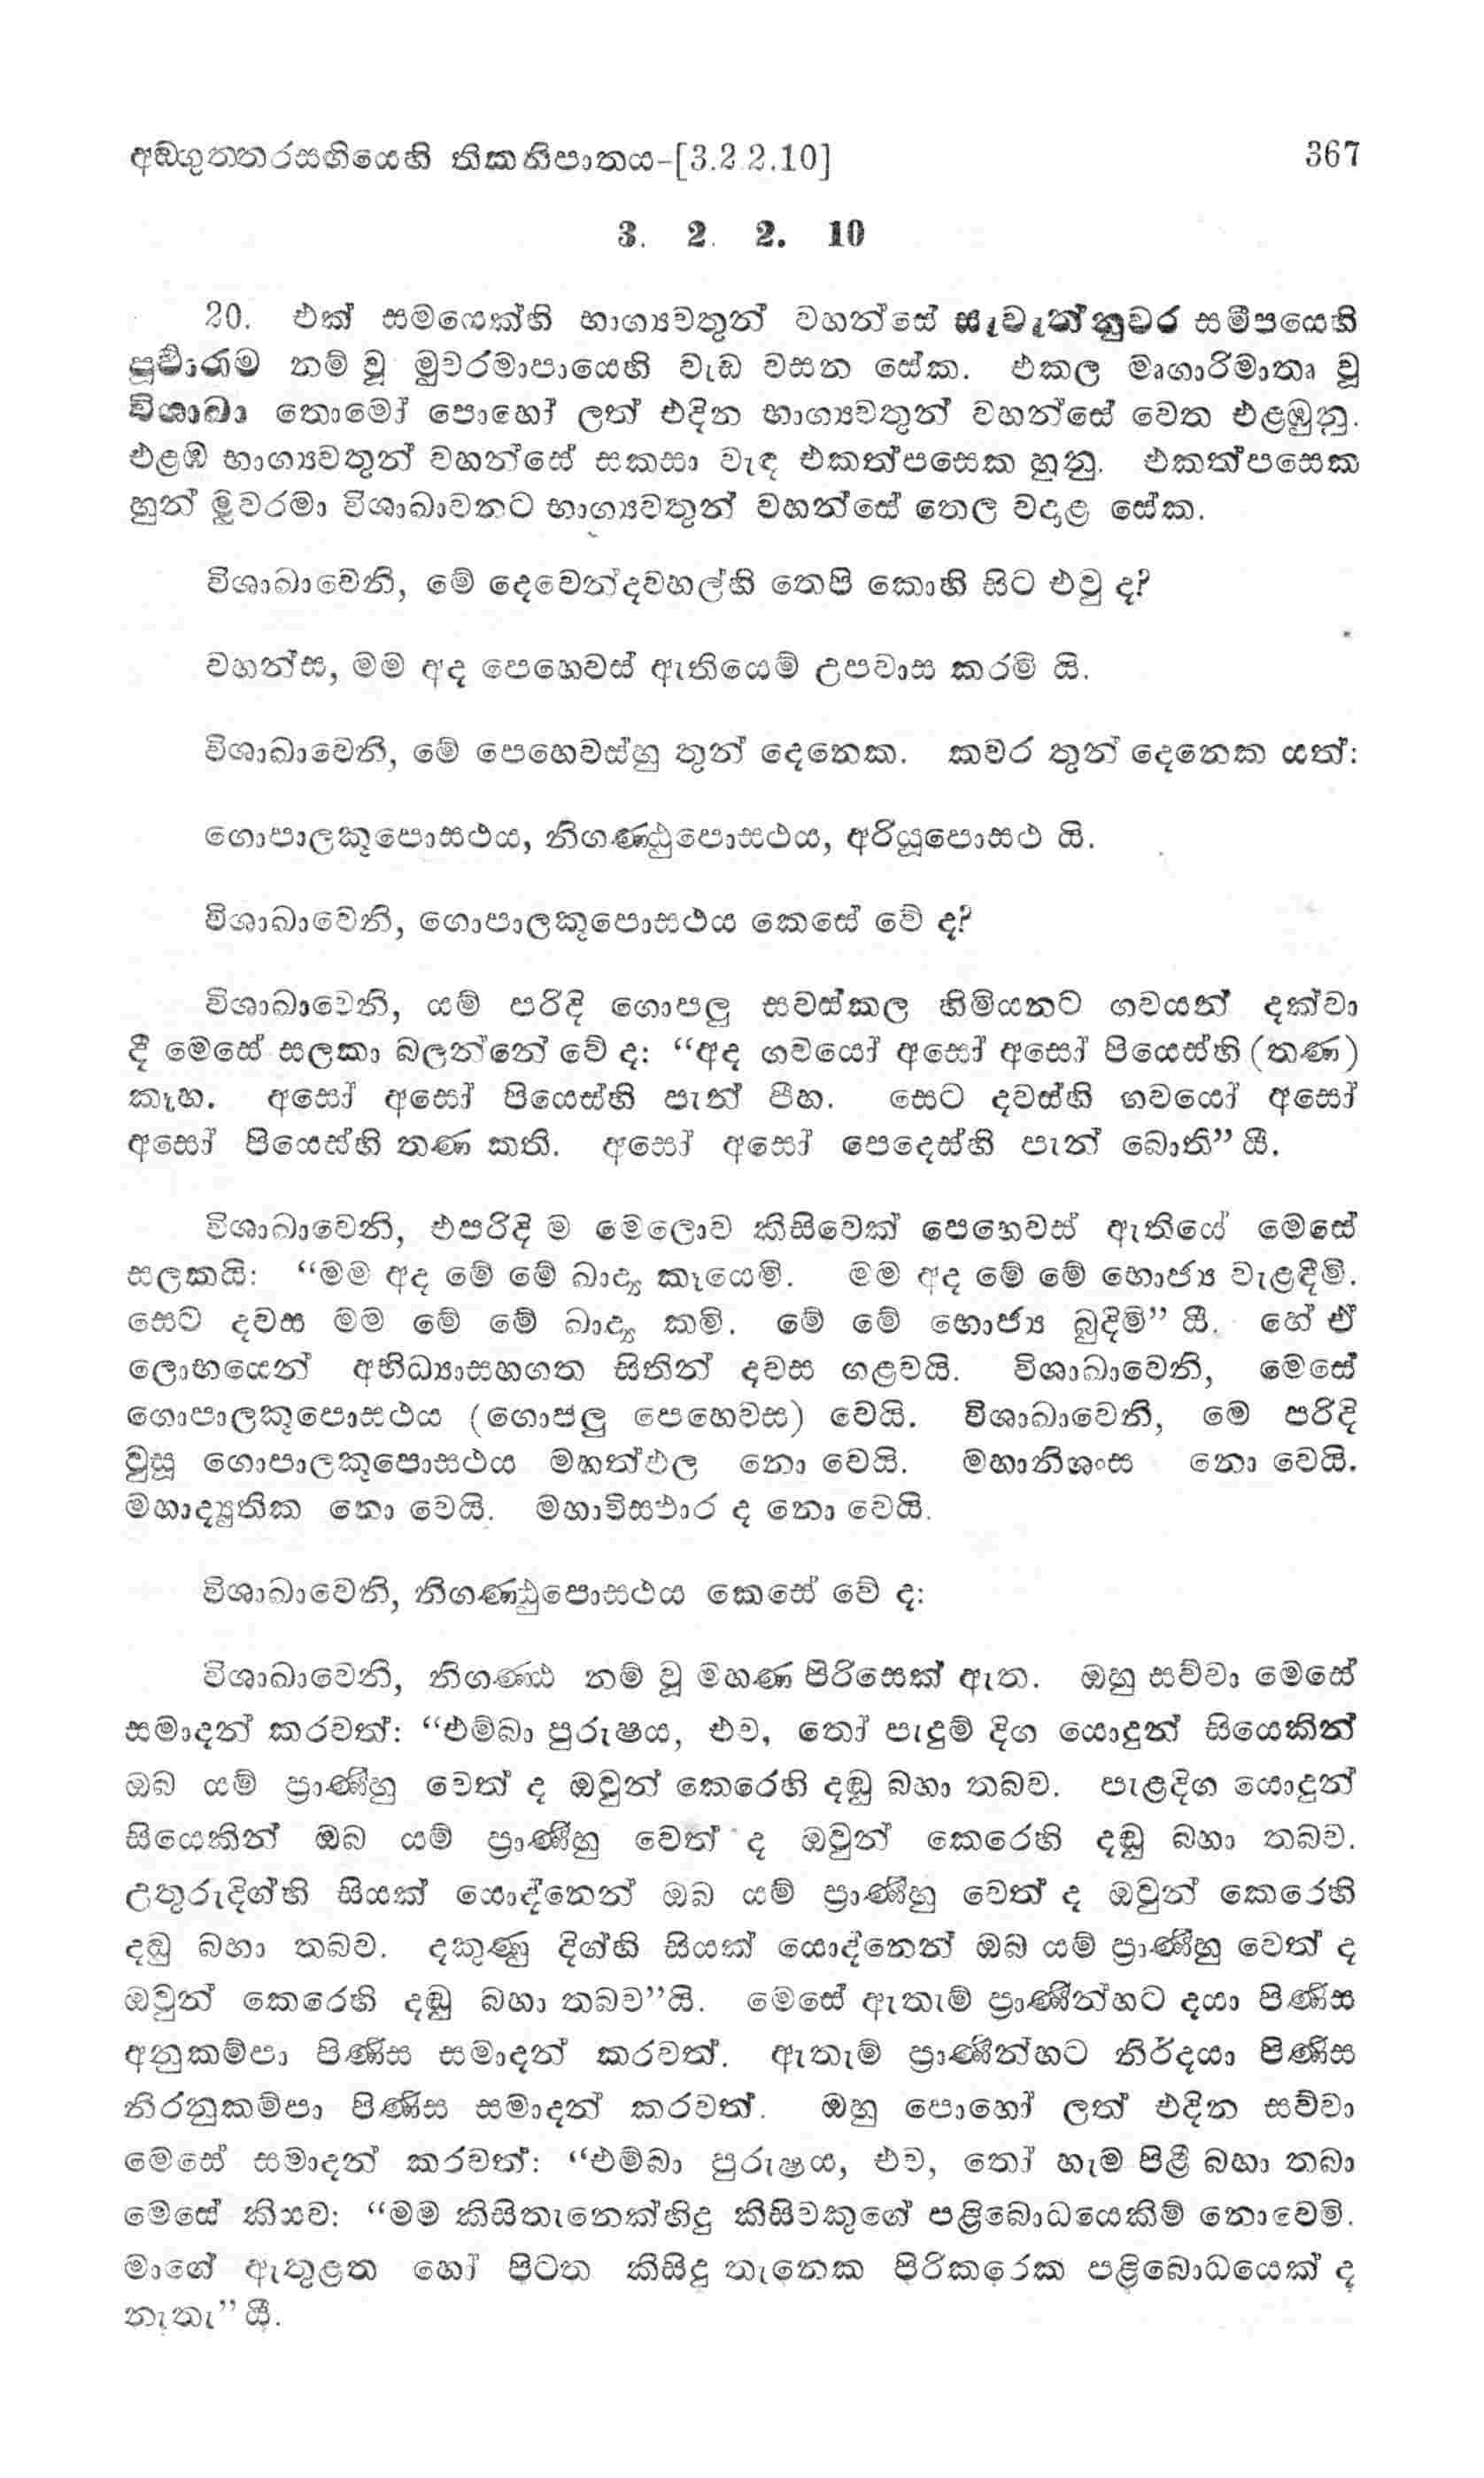 අඞගුතතරසඟියෙහි තිකනිපාතය-[3.2.2.10] 367
3. 2. 2. 10
20. එක් සමයෙක්හි භාග්‍යවතුන් වහන්සේ සැවැත්නුවර සමීපයෙහි
පූර්‍වාරාම නම් වූ මුවරමාපායෙහි වැඩ වසන සේක. එකල මෘගාරිමාතෘ වූ
විශාඛා තොමෝ පොහෝ ලත් එදින භාග්‍යවතුන් වහන්සේ වෙත එළඹුනු.
එළඹ භාග්‍යවතුන් වහන්සේ සකසා වැඳ එකත්පසෙක හුනු. එකත්පසෙක
හුන් මුවරමා විශාඛාවනට භාග්‍යවතුන් වහන්සේ තෙල වදාළ සේක.
විශාඛාවෙනි, මේ දෙවෙන්දවහල්හි තෙපි කොහි සිට එවු ද?
වහන්ස, මම අද පෙහෙවස් ඇතියෙම් උපවාස කරමි යි.
විශාඛාවෙනි, මේ පෙහෙවස්හු තුන් දෙනෙක. කවර තුන් දෙනෙක යත්:
ගොපාලකූපොසථය, නිගණ්ඨුපොසථය, අරියූපොසථ යි.
විශාඛාවෙනි, ගොපාලකූපොසථය කෙසේ වේ ද?
විශාඛාවෙනි, යම් පරිදි ගොපලු සවස්කල හිමියනට ගවයන් දක්වා
දී මෙසේ සලකා බලන්නේ වේ ද: “අද ගවයෝ අසෝ අසෝ පියෙස්හි (තණ)
කෑහ. අසෝ අසෝ පියෙස්හි පැන් පීහ. සෙට දවස්හි ගවයෝ අසෝ
අසෝ පියෙස්හි තණ කති. අසෝ අසෝ පෙදෙස්හි පැන් බොති” යී.
විශාඛාවෙනි, එපරිදි ම මෙලොව කිසිවෙක් පෙහෙවස් ඇතියේ මෙසේ
සලකයි: “මම අද මේ මේ ඛාද්‍ය කෑයෙමි. මම අද මේ මේ භොජ්‍ය වැළඳීමි.
සෙට දවස මම මේ මේ ඛාද්‍ය කමි. මේ මේ භොජ්‍ය බුදිමි” යී. හේ ඒ
ලොභයෙන් අභිධ්‍යාසහගත සිතින් දවස ගළවයි. විශාඛාවෙනි, මෙසේ
ගොපාලකූපොසථය (ගොපලු පෙහෙවස) වෙයි. විශාඛාවෙනි, මෙ පරිදි
වුසූ ගොපාලකූපොසථය මහත්ඵල නො වෙයි. මහානිශංස නො වෙයි.
මහාද්‍යුතික නො වෙයි. මහාවිසඵාර ද නො වෙයි.
විශාඛාවෙනි, නිගණ්ඨුපොසථය කෙසේ වේ ද:
විශාඛාවෙනි, නිගණ්ඨ නම් වූ මහණ පිරිසෙක් ඇත. ඔහු සව්වා මෙසේ
සමාදන් කරවත්: “එම්බා පුරුෂය, එව, තෝ පැදුම් දිග යොදුන් සියෙකින්
ඔබ යම් ප්‍රාණීහු වෙත් ද ඔවුන් කෙරෙහි දඬු බහා තබව. පැළදිග යොදුන්
සියෙකින් ඔබ යම් ප්‍රාණීහු වෙත් ද ඔවුන් කෙරෙහි දඬු බහා තබව.
උතුරුදිග්හි සියක් යොද්නෙන් ඔබ යම් ප්‍රාණීහු වෙත් ද ඔවුන් කෙරෙහි
දඬු බහා තබව. දකුණු දිග්හි සියක් යොද්නෙන් ඔබ යම් ප්‍රාණීහු වෙත් ද
ඔවුන් කෙරෙහි දඬු බහා තබව”යි. මෙසේ ඇතැම් ප්‍රාණීන්හට දයා පිණිස
අනුකම්පා පිණිස සමාදන් කරවත්. ඇතැම් ප්‍රාණීන්හට නිර්දයා පිණිස
නිරනුකම්පා පිණිස සමාදන් කරවත්. ඔහු පොහෝ ලත් එදින සව්වා
මෙසේ සමාදන් කරවත්: “එම්බා පුරුෂය, එව, තෝ හැම පිළී බහා තබා
මෙසේ කියව: “මම කිසිතැනෙක්හිදු කිසිවකුගේ පළිබොධයෙකිම් නොවෙමි.
මාගේ ඇතුළත හෝ පිටත කිසිදු තැනෙක පිරිකරෙක පළිබොධයෙක් ද
නැතැ” යී.